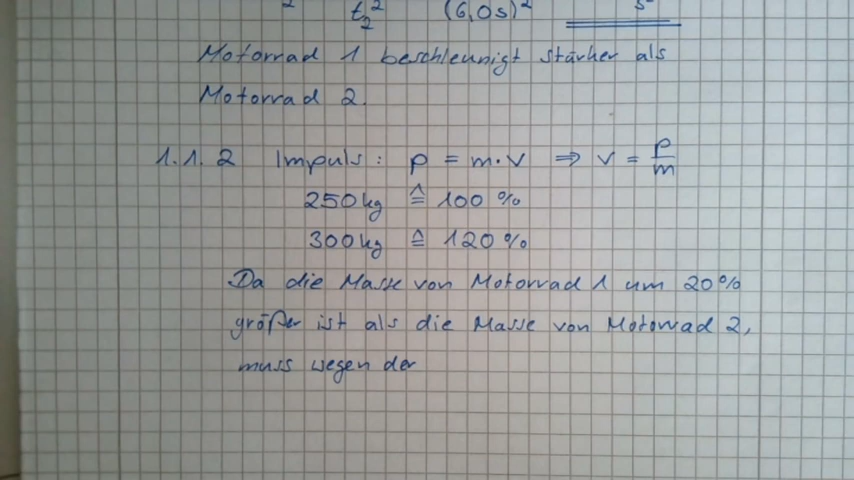 t₂² (6,0s)²
Motorrad 1 beschleunigt stärker als
Motorrad 2.
1.1.2 Impuls: p = m·v ⇒ v = p/m
250kg ≙ 100 %
300kg ≙ 120 %
Da die Masse von Motorrad 1 um 20%
größer ist als die Masse von Motorrad 2,
muss wegen der